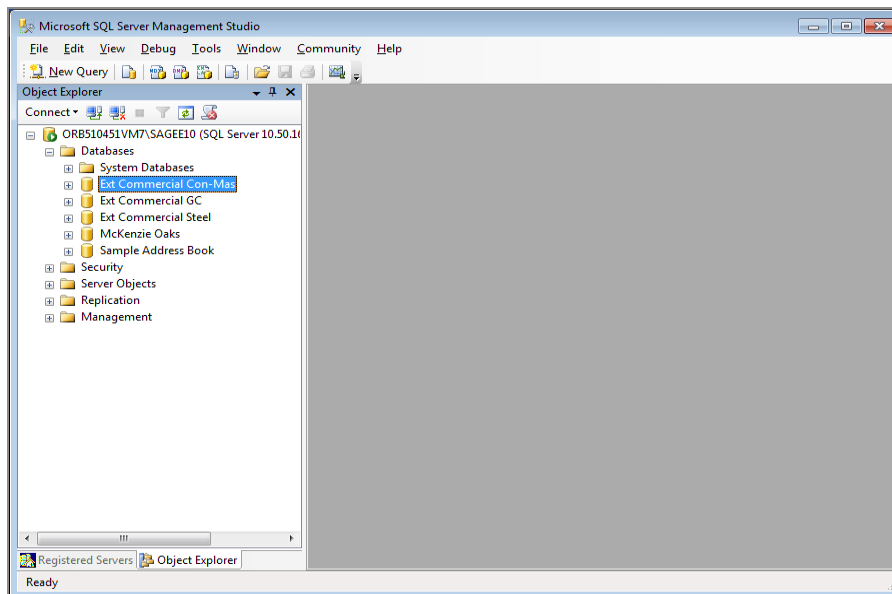 Microsoft SQL Server Management Studio
File Edit View Debug Tools Window Community Help
New Query
Object Explorer
Connect
ORB510451VM7\SAGEE10 (SQL Server 10.50.16
Databases
System Databases
Ext Commercial Con-Mas
Ext Commercial GC
Ext Commercial Steel
McKenzie Oaks
Sample Address Book
Security
Server Objects
Replication
Management
Registered Servers Object Explorer
Ready